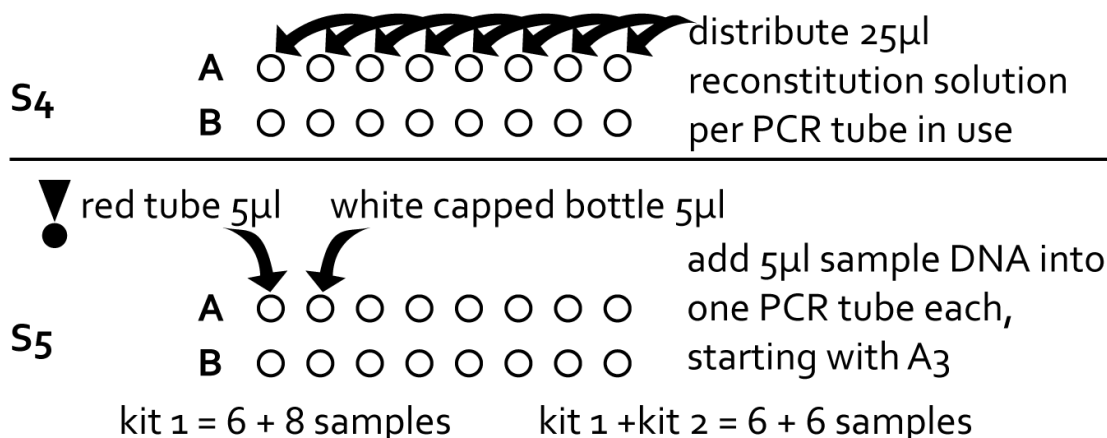 distribute 25µl
A
reconstitution solution
S4
B
per PCR tube in use
red tube 5µl
white capped bottle 5µl
add 5µl sample DNA into
A
one PCR tube each,
S5
B
starting with A3
kit 1 = 6 + 8 samples
kit 1 +kit 2 = 6 + 6 samples